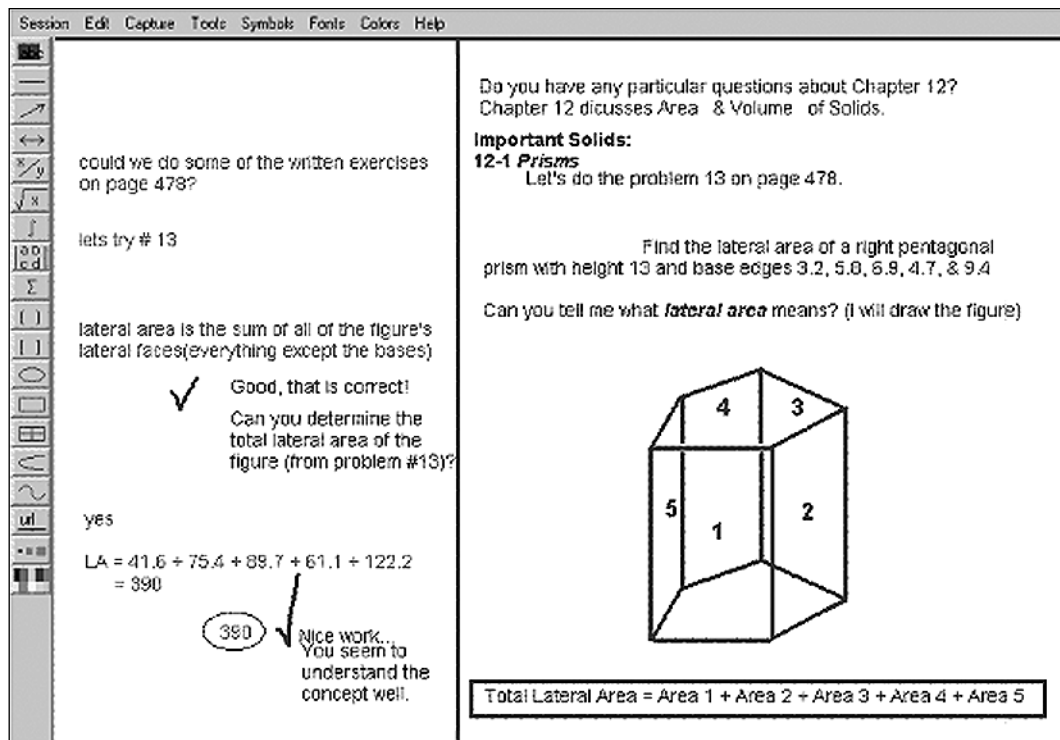 Session Edit Capture Tools Symbols Fonts Colors Help
could we do some of the written exercises
on page 478?
lets try # 13
lateral area is the sum of all of the figure's
lateral faces(everything except the bases)
Good, that is correct!
Can you determine the
total lateral area of the
figure (from problem #13)?
yes
LA = 41.6 + 75.4 + 89.7 + 61.1 + 122.2
= 390
390
Nice work...
You seem to
understand the
concept well.
Do you have any particular questions about Chapter 12?
Chapter 12 dicusses Area & Volume of Solids.
Important Solids:
12-1 Prisms
Let's do the problem 13 on page 478.
Find the lateral area of a right pentagonal
prism with height 13 and base edges 3.2, 5.8, 6.9, 4.7, & 9.4
Can you tell me what lateral area means? (I will draw the figure)
4 3
5 1 2
Total Lateral Area = Area 1 + Area 2 + Area 3 + Area 4 + Area 5
x/y
√x
∫
ab
cd
Σ
( )
[ ]
url